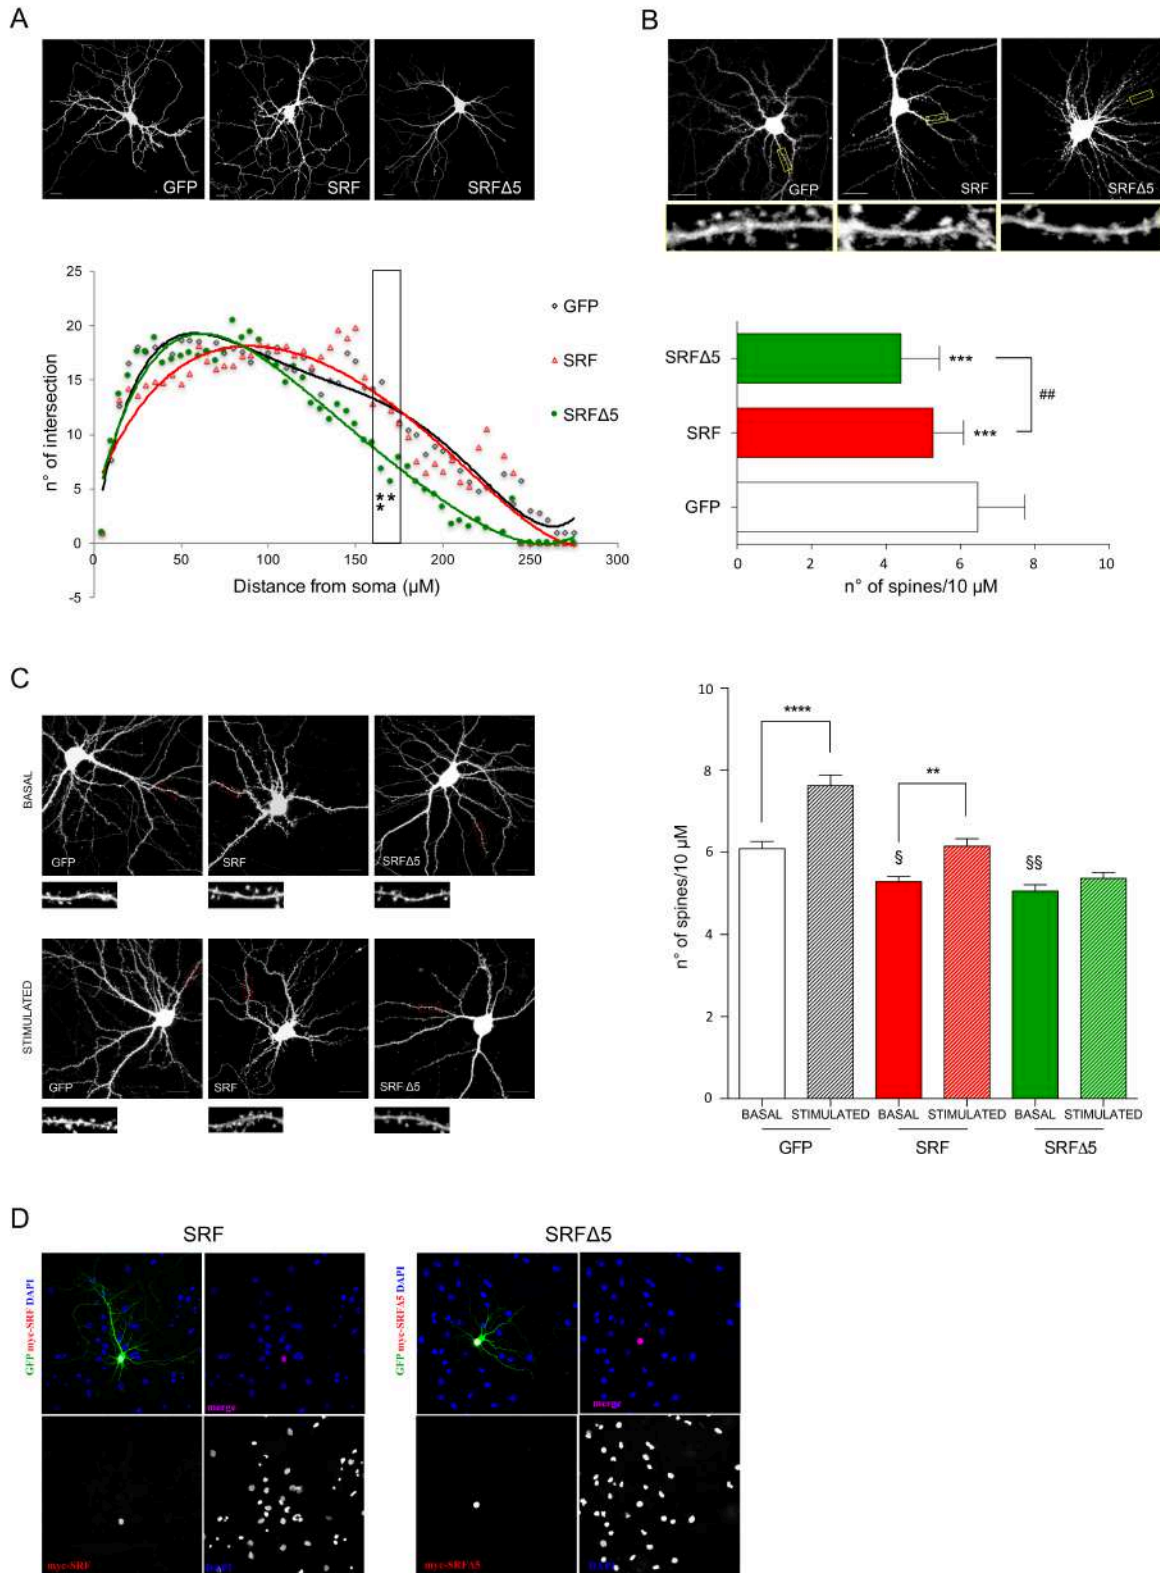 A
GFP
SRF
SRFΔ5
25
20
15
10
5
0
-5
n° of intersection
0
50
100
150
200
250
300
Distance from soma (µM)
GFP
SRF
SRFΔ5
**
*
B
GFP
SRF
SRFΔ5
SRFΔ5
SRF
GFP
***
***
##
0
2
4
6
8
10
n° of spines/10 µM
C
BASAL
GFP
SRF
SRFΔ5
STIMULATED
GFP
SRF
SRF Δ5
10
8
6
4
2
0
n° of spines/10 µM
****
**
§
§§
BASAL
STIMULATED
BASAL
STIMULATED
BASAL
STIMULATED
GFP
SRF
SRFΔ5
D
SRF
SRFΔ5
GFP myc-SRF DAPI
merge
myc-SRF
DAPI
GFP myc-SRFΔ5 DAPI
merge
myc-SRFΔ5